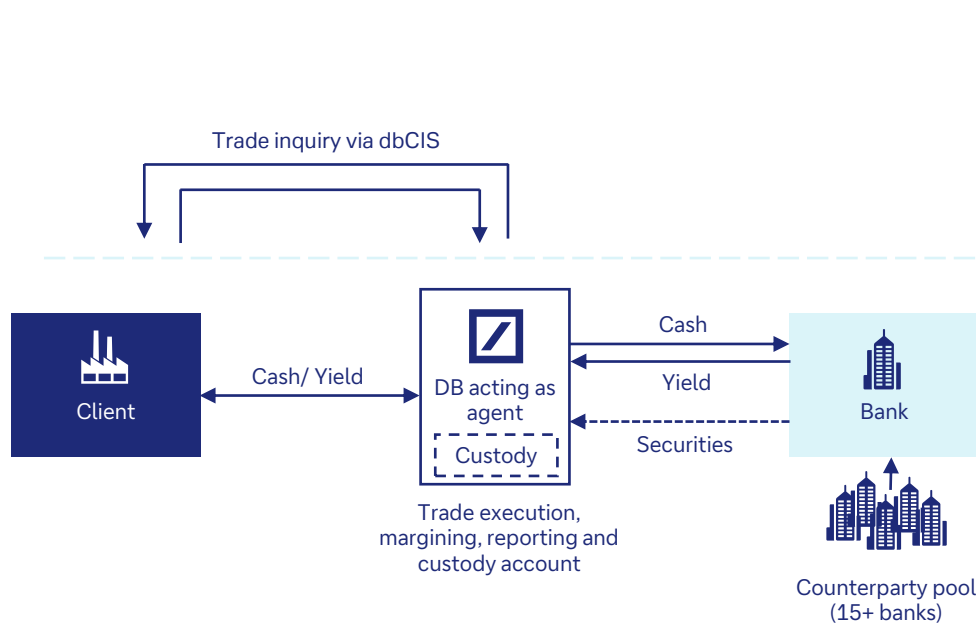 Trade inquiry via dbCIS
Client
Cash/ Yield
DB acting as
agent
Custody
Trade execution,
margining, reporting and
custody account
Cash
Yield
Securities
Bank
Counterparty pool
(15+ banks)